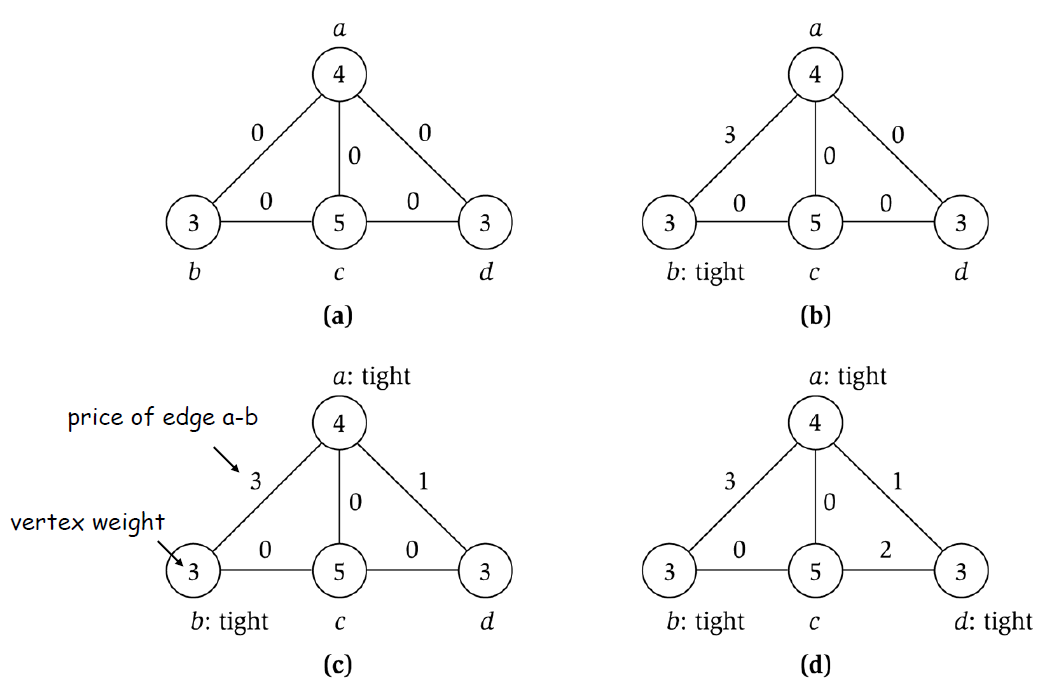 a
4
0 0
0
0 0
3 5 3
b c d
(a)
a
4
3 0
0
0 0
3 5 3
b: tight c d
(b)
a: tight
price of edge a-b
4
3 1
0
vertex weight
0 0
3 5 3
b: tight c d
(c)
a: tight
4
3 1
0
0 2
3 5 3
b: tight c d: tight
(d)